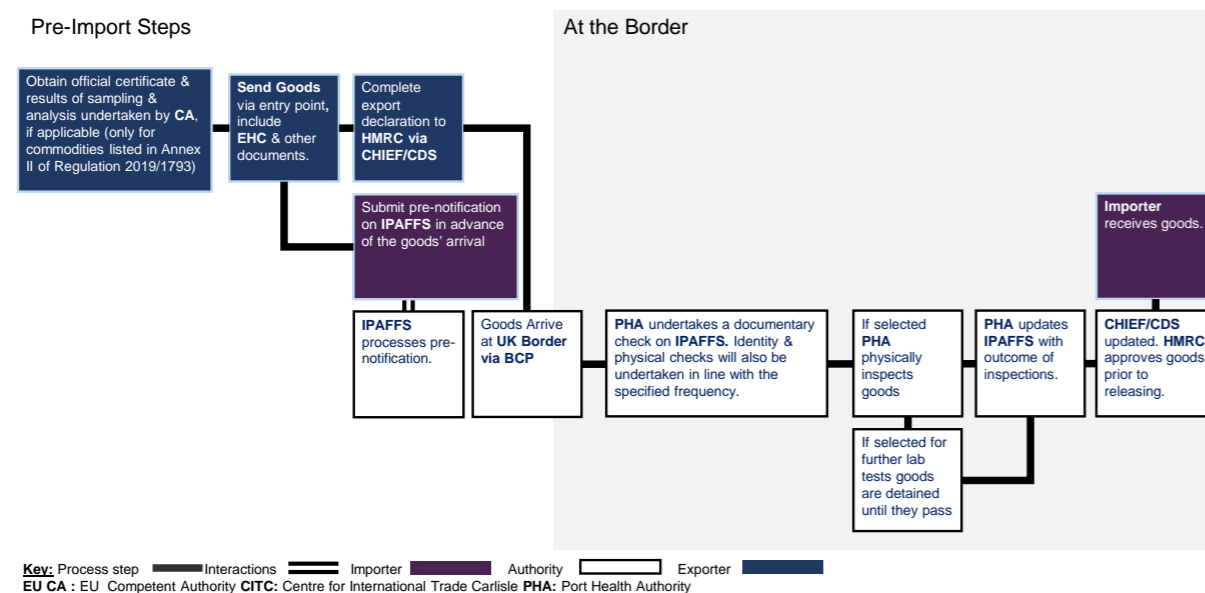 Pre-Import Steps
At the Border
Obtain official certificate &
results of sampling &
analysis undertaken by CA,
if applicable (only for
commodities listed in Annex
II of Regulation 2019/1793)
Send Goods
via entry point,
include
EHC & other
documents.
Complete
export
declaration to
HMRC via
CHIEF/CDS
Submit pre-notification
on IPAFFS in advance
of the goods' arrival
Importer
receives goods.
IPAFFS
processes pre-
notification.
Goods Arrive
at UK Border
via BCP
PHA undertakes a documentary
check on IPAFFS. Identity &
physical checks will also be
undertaken in line with the
specified frequency.
If selected
PHA
physically
inspects
goods
PHA updates
IPAFFS with
outcome of
inspections.
CHIEF/CDS
updated. HMRC
approves goods
prior to
releasing.
If selected for
further lab
tests goods
are detained
until they pass
Key: Process step Interactions Importer Authority Exporter
EU CA : EU Competent Authority CITC: Centre for International Trade Carlisle PHA: Port Health Authority